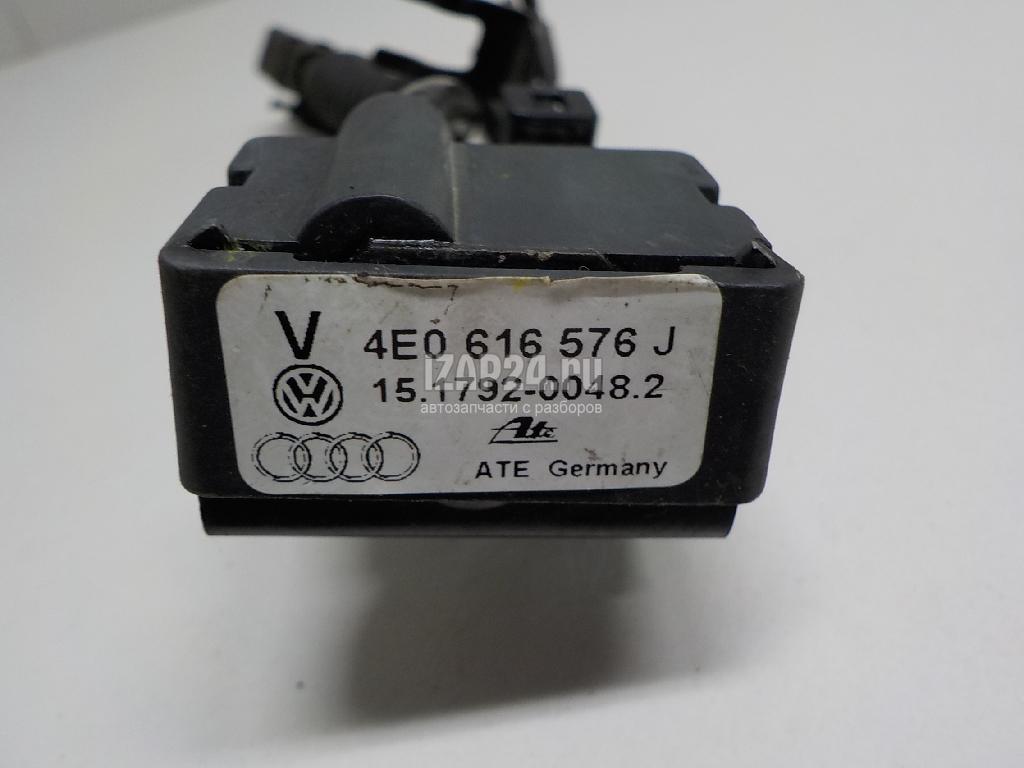 V 4E0 616 576 J
IZAP24.ru
15.1792-0048.2
автозапчасти с разборов
Ate
ATE Germany